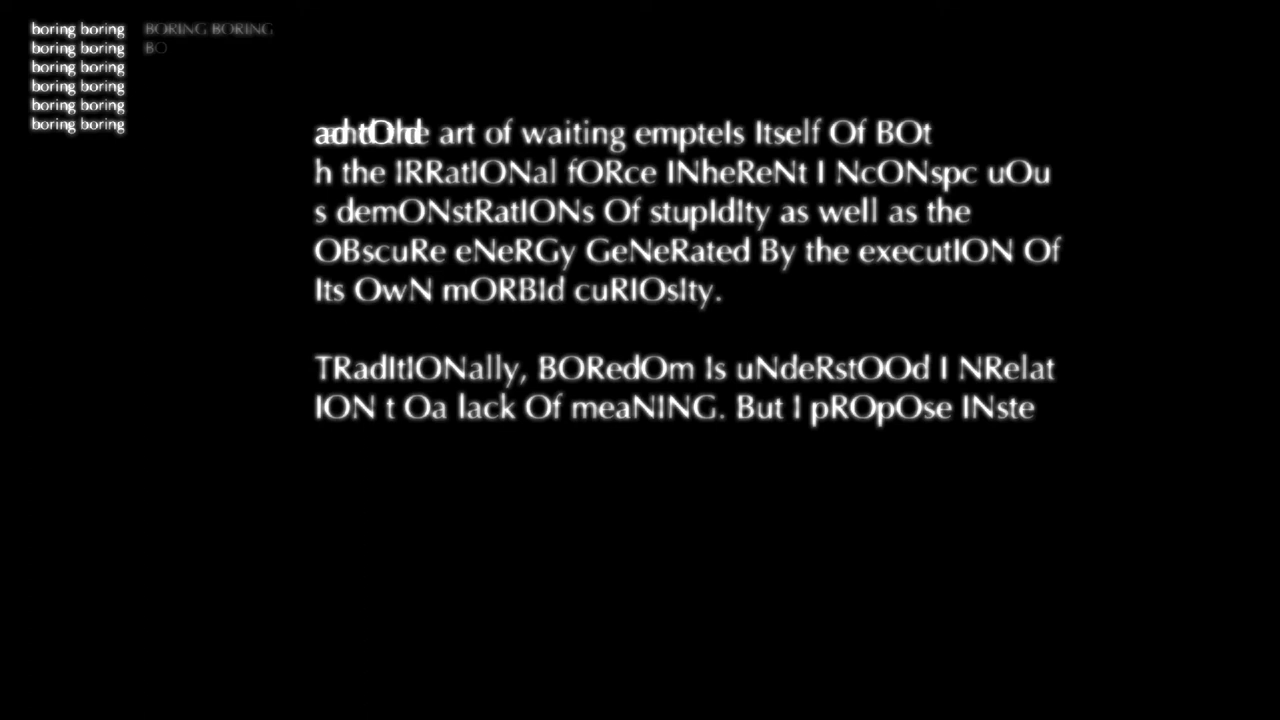 boring boring
boring boring
boring boring
boring boring
boring boring
boring boring
BORING BORING
BO
art of waiting empteIs Itself Of BOt
h the IRRatIONal fORce INheReNt I NcONspc uOu
s demONstRatIONs Of stupIdIty as well as the
OBscuRe eNeRGy GeNeRated By the executION Of
Its OwN mORBId cuRIOsIty.
TRadItIONally, BORedOm Is uNdeRstOOd I NRelat
ION t Oa lack Of meaNING. But I pROpOse INste